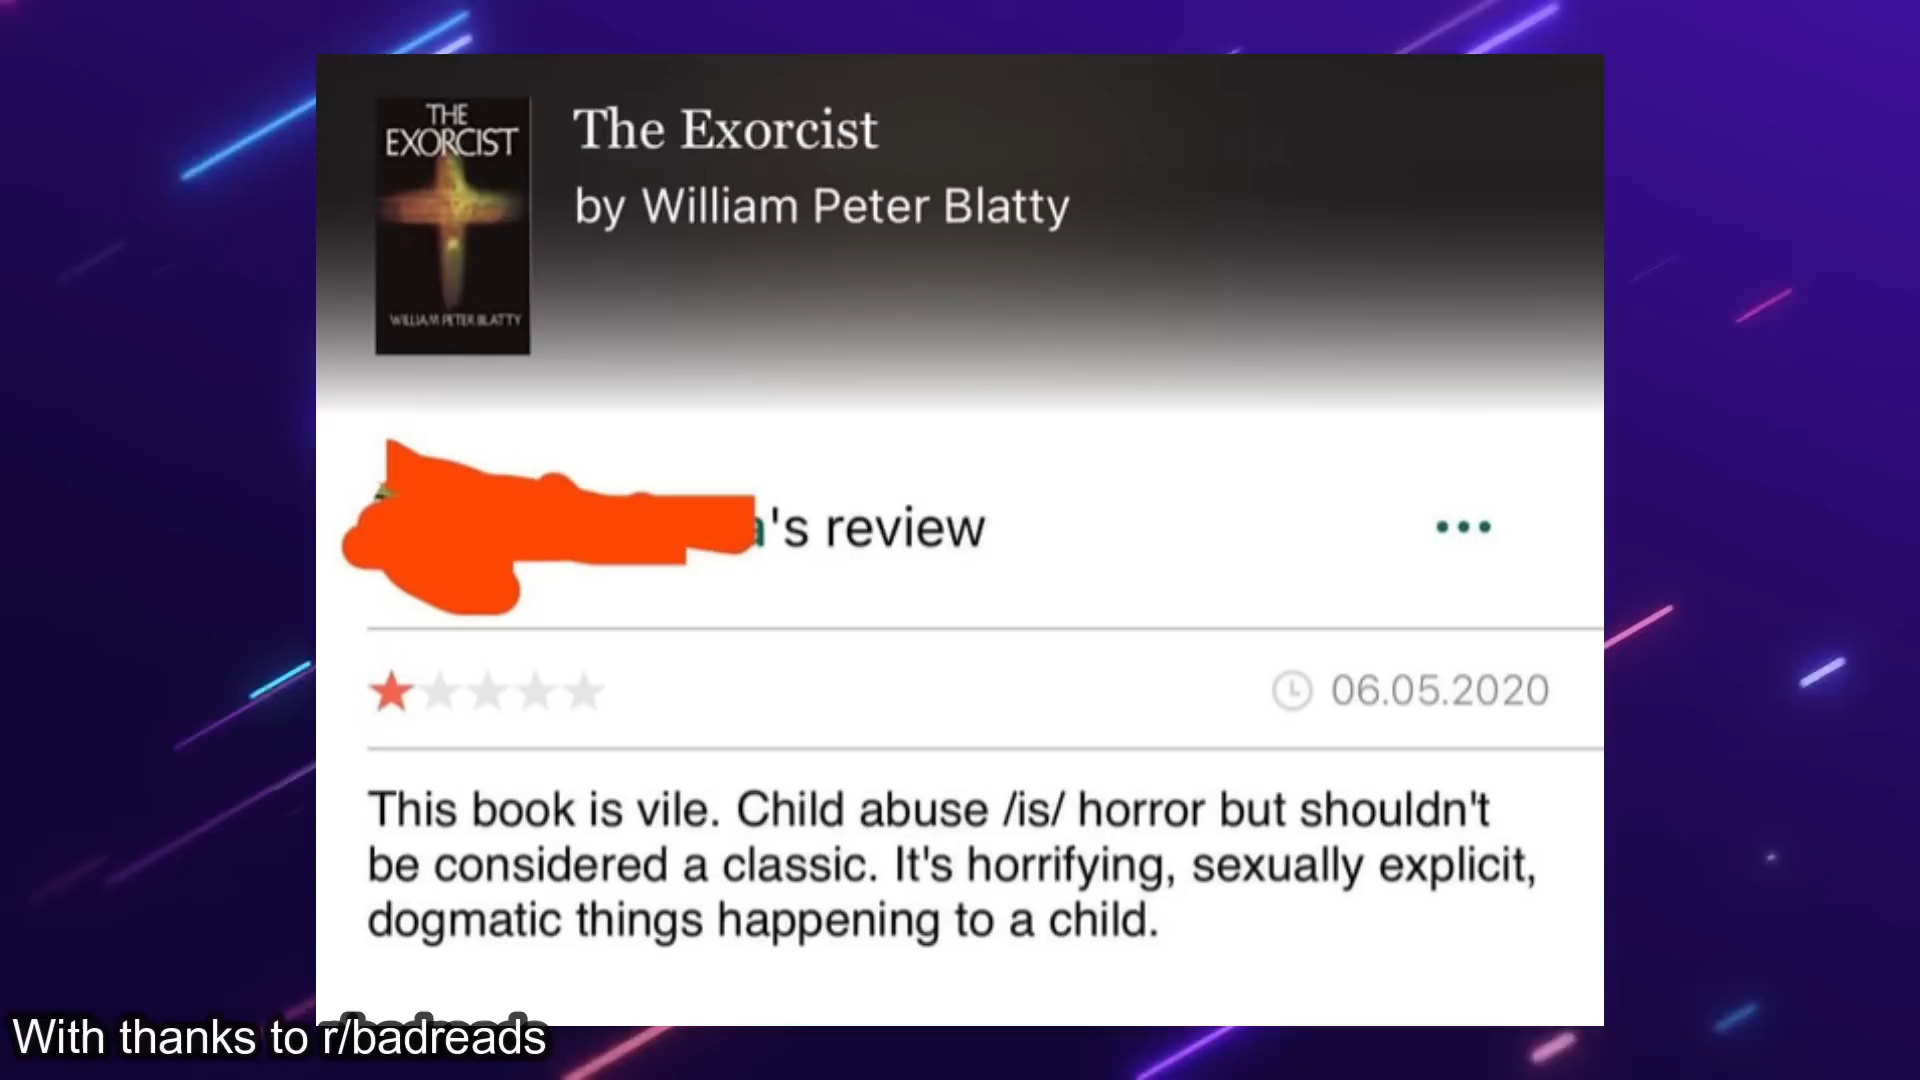 THE
EXORCIST
WILLIAM PETER BLATTY
The Exorcist
by William Peter Blatty
's review
06.05.2020
This book is vile. Child abuse /is/ horror but shouldn't
be considered a classic. It's horrifying, sexually explicit,
dogmatic things happening to a child.
With thanks to r/badreads